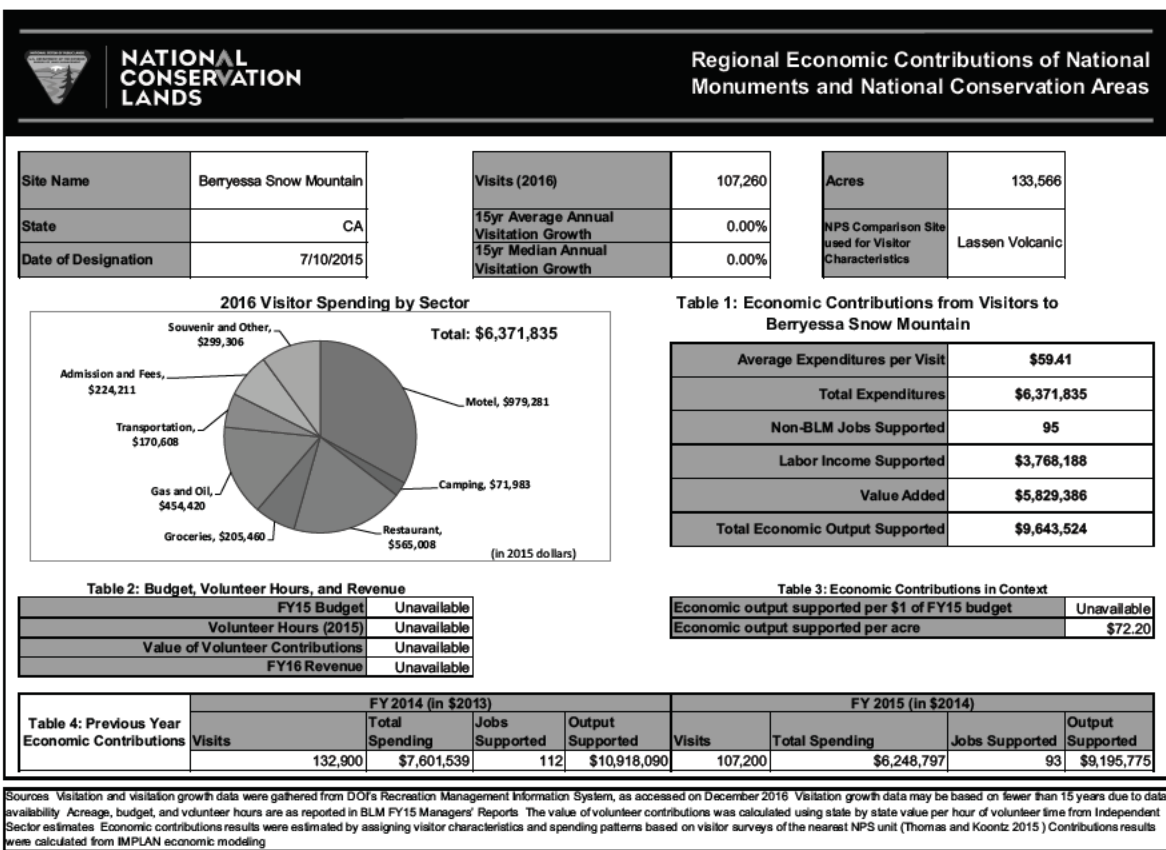 NATIONAL
CONSERVATION
LANDS
Regional Economic Contributions of National
Monuments and National Conservation Areas
Site Name Berryessa Snow Mountain
State CA
Date of Designation 7/10/2015
Visits (2016) 107,260
15yr Average Annual
Visitation Growth 0.00%
15yr Median Annual
Visitation Growth 0.00%
Acres 133,566
NPS Comparison Site
used for Visitor
Characteristics
Lassen Volcanic
2016 Visitor Spending by Sector
Total: $6,371,835
Souvenir and Other,
$299,306
Admission and Fees,
$224,211
Transportation,
$170,608
Gas and Oil,
$454,420
Groceries, $205,460
Motel, $979,281
Camping, $71,983
Restaurant,
$565,008
(in 2015 dollars)
Table 1: Economic Contributions from Visitors to
Berryessa Snow Mountain
Average Expenditures per Visit $59.41
Total Expenditures $6,371,835
Non-BLM Jobs Supported 95
Labor Income Supported $3,768,188
Value Added $5,829,386
Total Economic Output Supported $9,643,524
Table 2: Budget, Volunteer Hours, and Revenue
FY15 Budget Unavailable
Volunteer Hours (2015) Unavailable
Value of Volunteer Contributions Unavailable
FY16 Revenue Unavailable
Table 3: Economic Contributions in Context
Economic output supported per $1 of FY15 budget Unavailable
Economic output supported per acre $72.20
Table 4: Previous Year
Economic Contributions
FY 2014 (in $2013) FY 2015 (in $2014)
Visits Total Spending Jobs Supported Output Supported Visits Total Spending Jobs Supported Output Supported
132,900 $7,601,539 112 $10,918,090 107,200 $6,248,797 93 $9,195,775
Sources Visitation and visitation growth data were gathered from DOI's Recreation Management Information System, as accessed on December 2016 Visitation growth data may be based on fewer than 15 years due to data
availability Acreage, budget, and volunteer hours are as reported in BLM FY15 Managers' Reports The value of volunteer contributions was calculated using state by state value per hour of volunteer time from Independent
Sector estimates Economic contributions results were estimated by assigning visitor characteristics and spending patterns based on visitor surveys of the nearest NPS unit (Thomas and Koontz 2015 ) Contributions results
were calculated from IMPLAN economic modeling